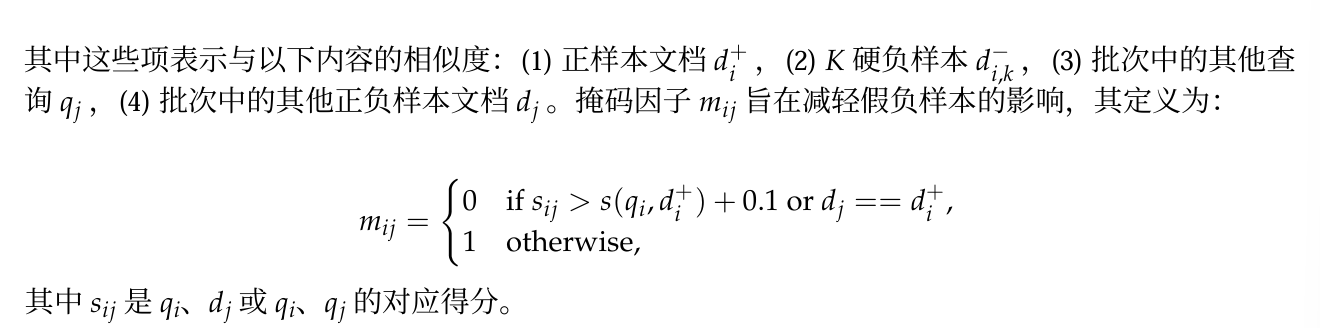 其中这些项表示与以下内容的相似度：(1) 正样本文档 $d_i^+$，(2) $K$ 硬负样本 $d_{i,k}^-$，(3) 批次中的其他查
询 $q_j$，(4) 批次中的其他正负样本文档 $d_j$。掩码因子 $m_{ij}$ 旨在减轻假负样本的影响，其定义为：
$m_{ij} = \begin{cases} 0 & \text{if } s_{ij} > s(q_i, d_i^+) + 0.1 \text{ or } d_j == d_i^+, \\ 1 & \text{otherwise,} \end{cases}$
其中 $s_{ij}$ 是 $q_i$、$d_j$ 或 $q_i$、$q_j$ 的对应得分。